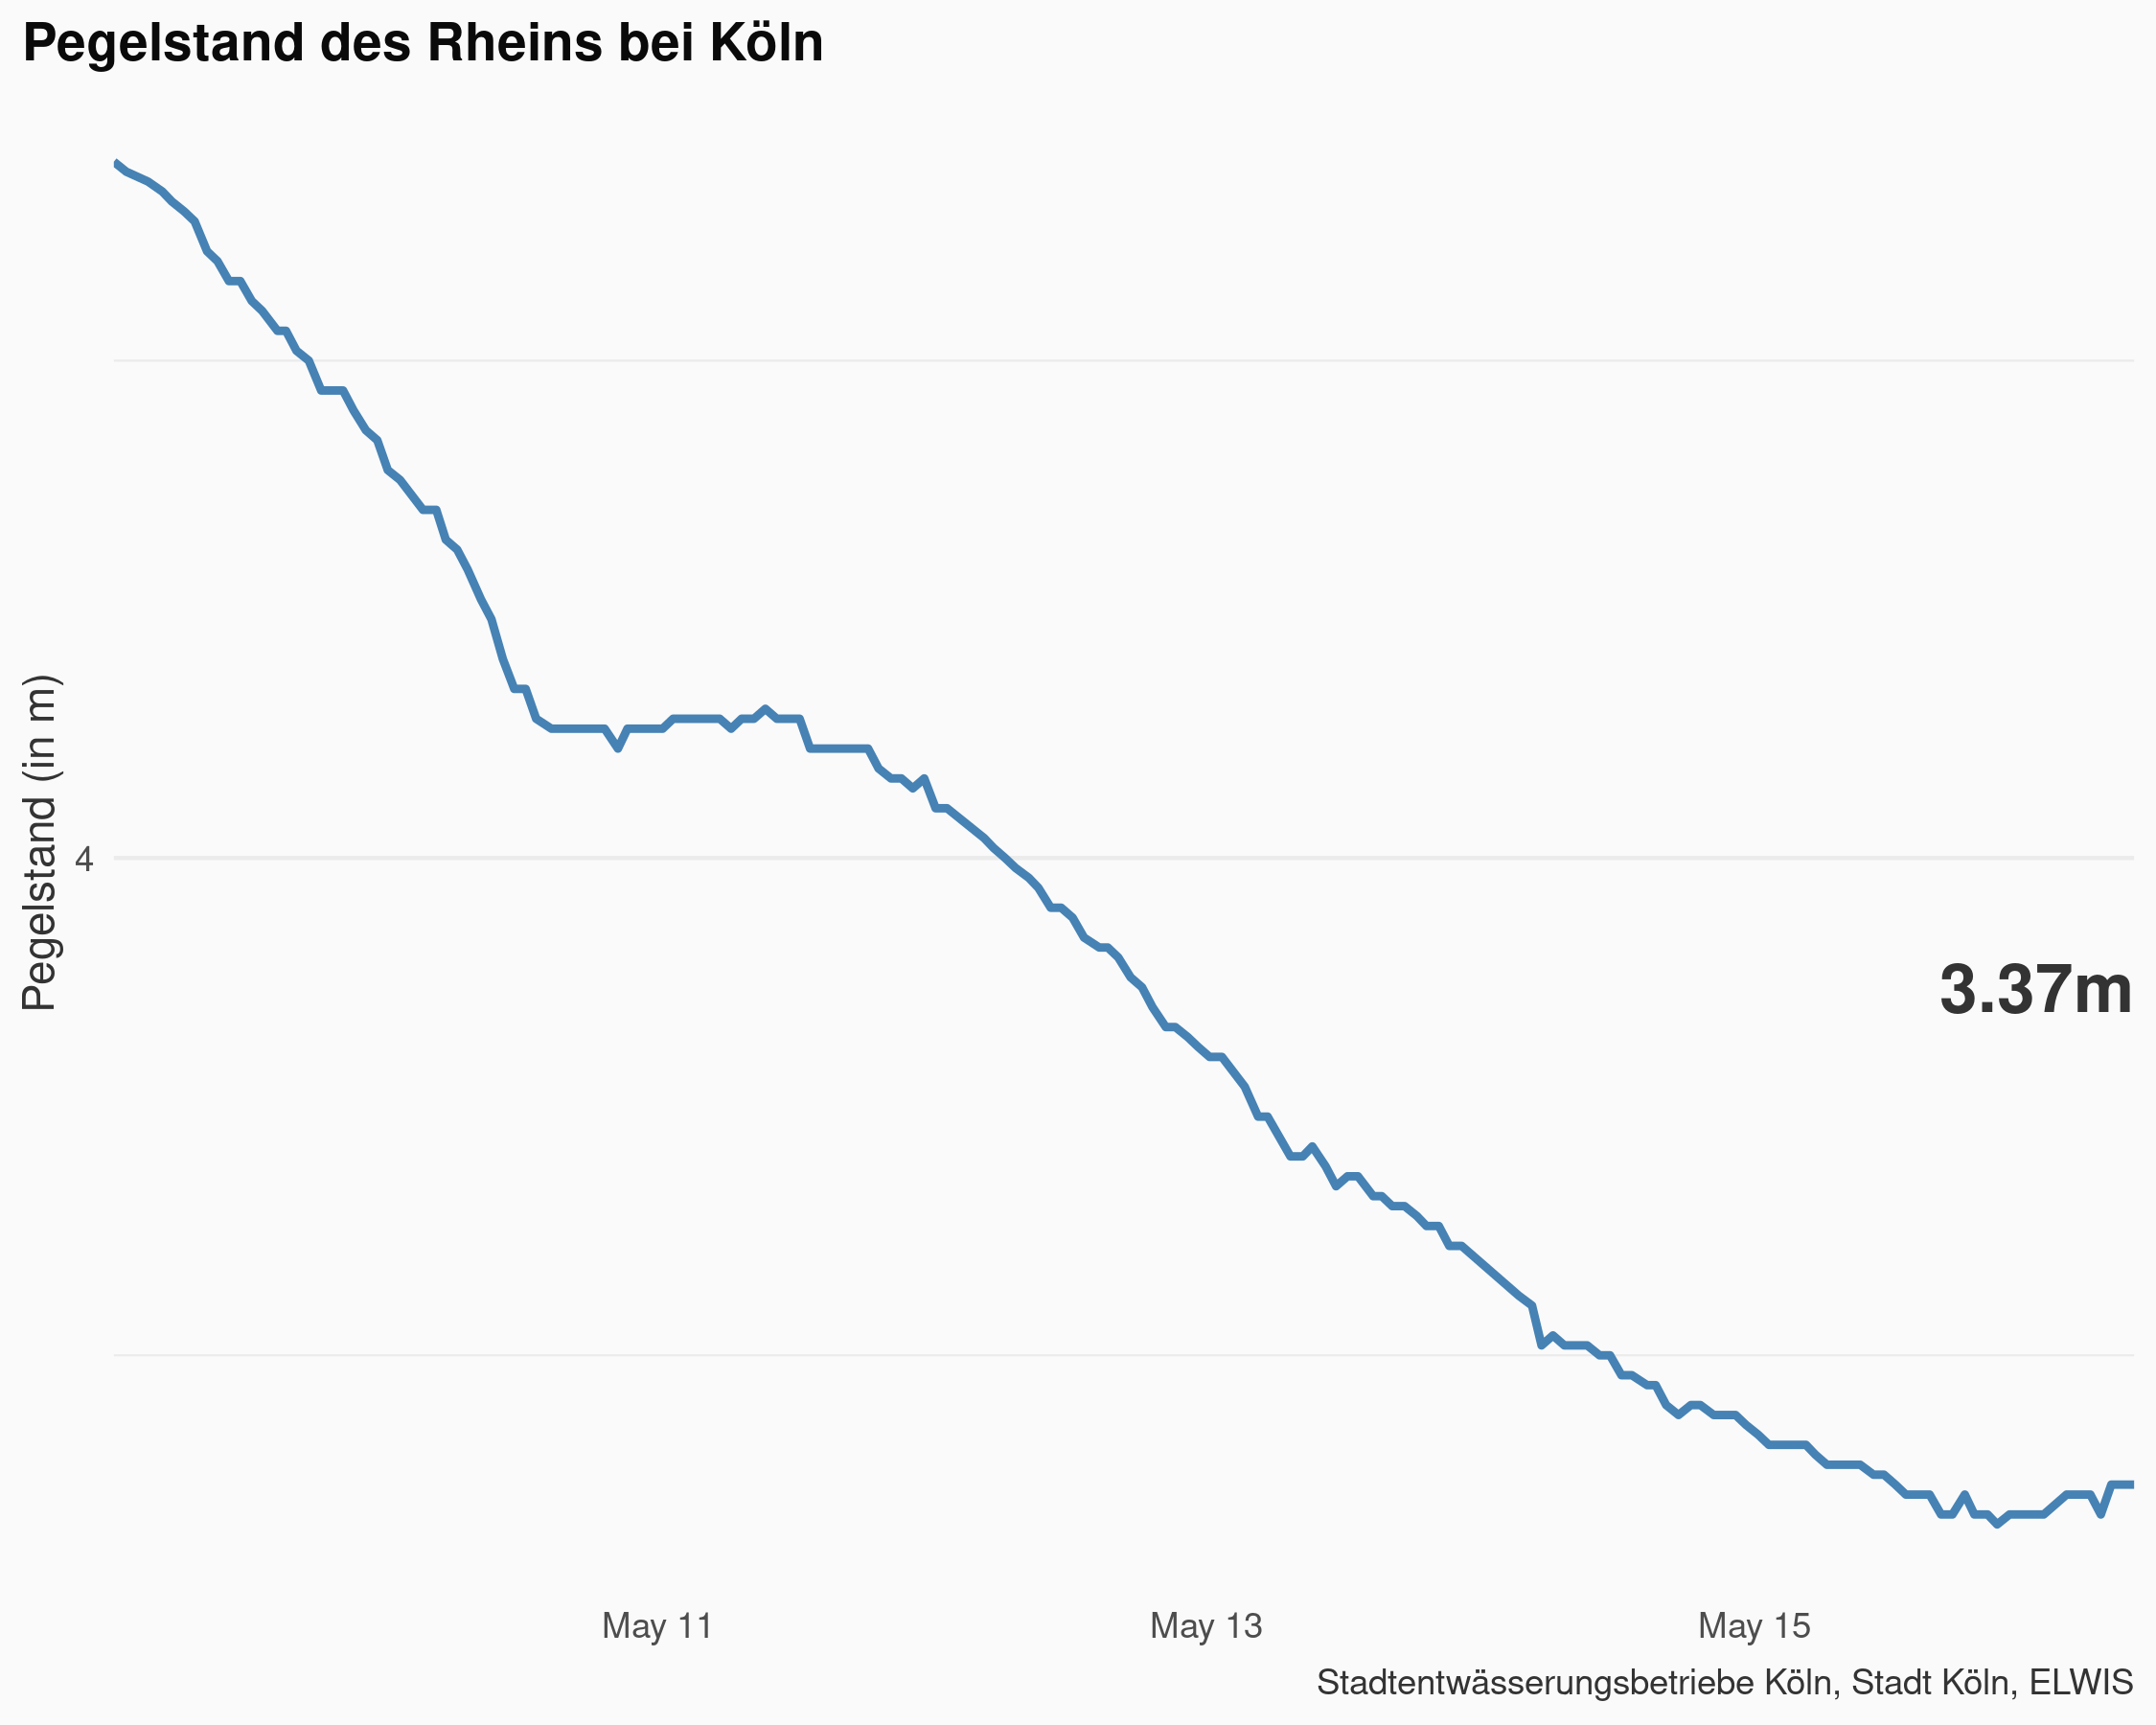 Pegelstand des Rheins bei Köln
Pegelstand (in m)
4
3.37m
May 11
May 13
May 15
Stadtentwässerungsbetriebe Köln, Stadt Köln, ELWIS